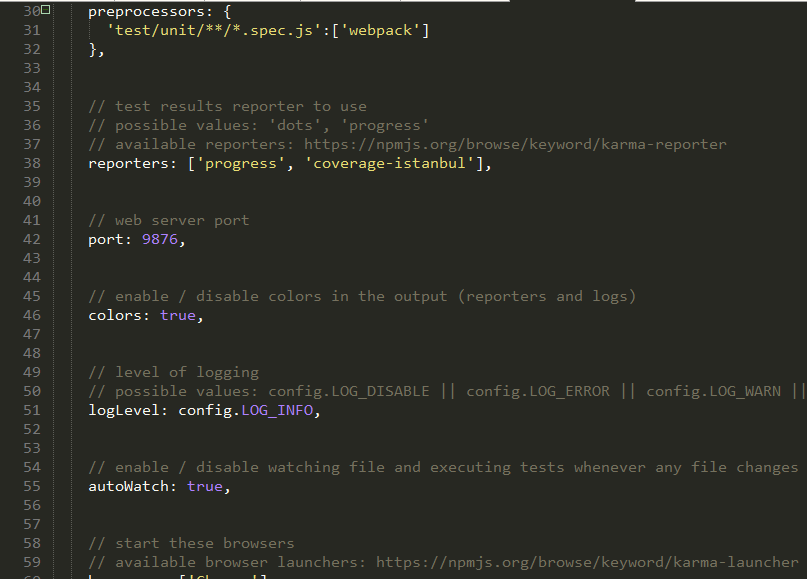 30 preprocessors: {
31 'test/unit/**/*.spec.js':['webpack']
32 },
33
34
35 // test results reporter to use
36 // possible values: 'dots', 'progress'
37 // available reporters: https://npmjs.org/browse/keyword/karma-reporter
38 reporters: ['progress', 'coverage-istanbul'],
39
40
41 // web server port
42 port: 9876,
43
44
45 // enable / disable colors in the output (reporters and logs)
46 colors: true,
47
48
49 // level of logging
50 // possible values: config.LOG_DISABLE || config.LOG_ERROR || config.LOG_WARN ||
51 logLevel: config.LOG_INFO,
52
53
54 // enable / disable watching file and executing tests whenever any file changes
55 autoWatch: true,
56
57
58 // start these browsers
59 // available browser launchers: https://npmjs.org/browse/keyword/karma-launcher